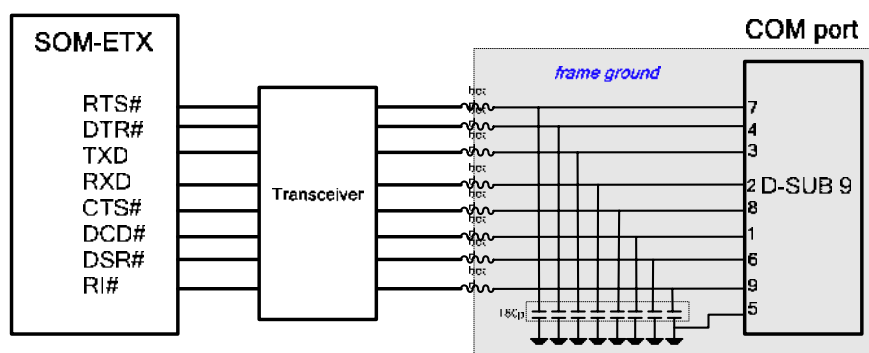 COM port
SOM-ETX
frame ground
RTS# 7
DTR# 4
TXD 3
RXD Transceiver 2 D-SUB 9
CTS# 8
DCD# 1
DSR# 6
RI# 9
5
180p